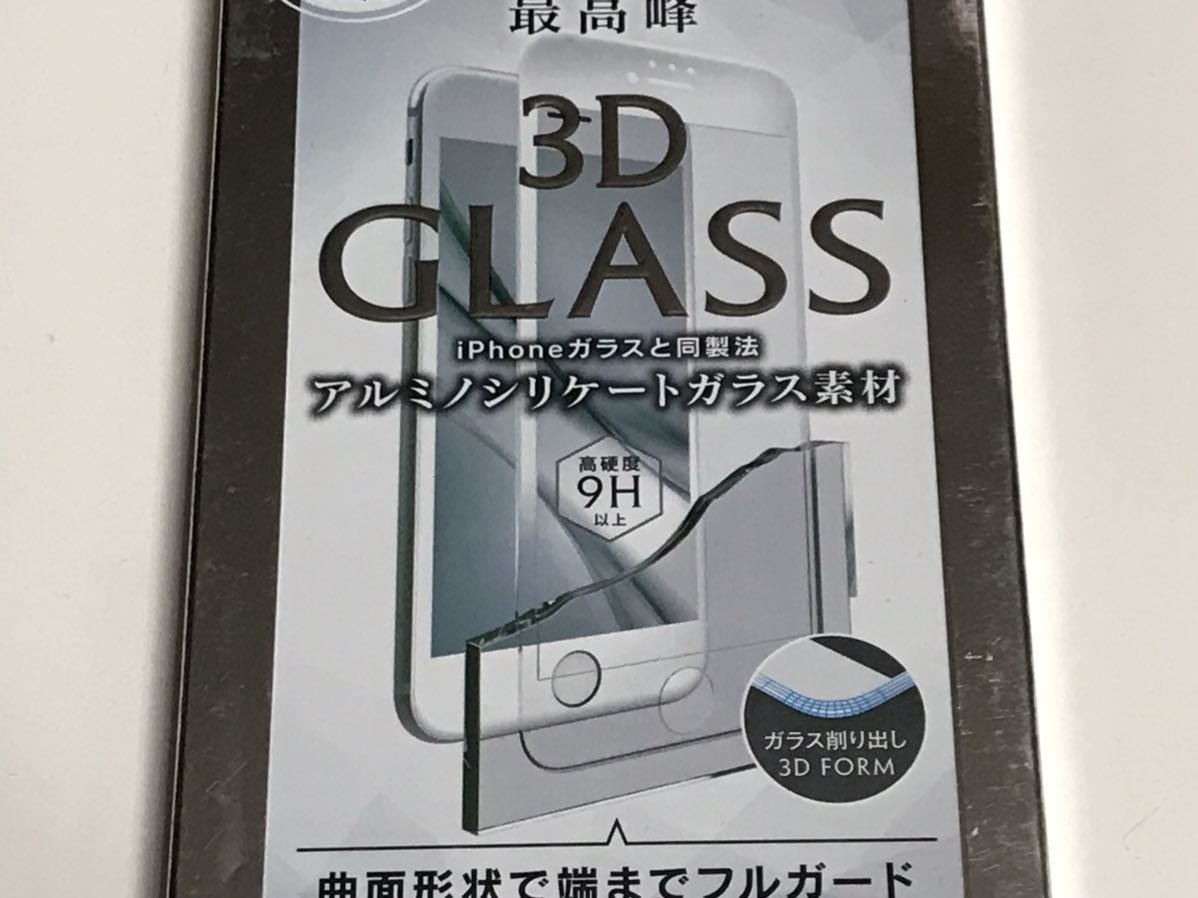 最高峰
3D
GLASS
iPhoneガラスと同製法
アルミノシリケートガラス素材
高硬度
9H
以上
ガラス削り出し
3D FORM
曲面形状で端までフルガード